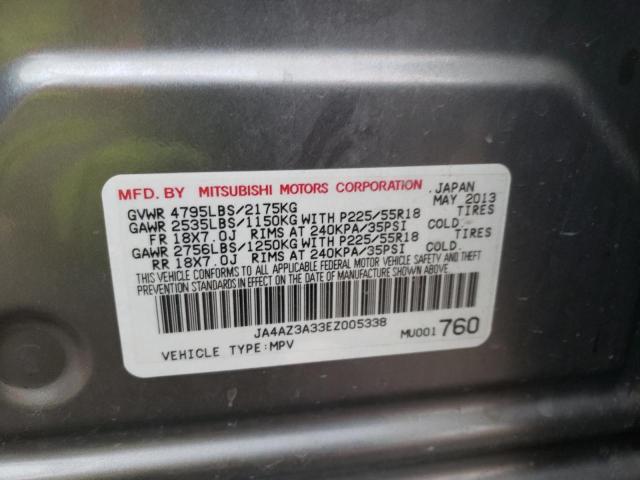 MFD. BY MITSUBISHI MOTORS CORPORATION. JAPAN
GVWR 4795LBS/2175KG MAY 2013
GAWR 2535LBS/1150KG WITH P225/55R18 TIRES
FR 18X7.0J RIMS AT 240KPA/35PSI COLD
GAWR 2756LBS/1250KG WITH P225/55R18 TIRES
RR 18X7.0J RIMS AT 240KPA/35PSI COLD
THIS VEHICLE CONFORMS TO ALL APPLICABLE FEDERAL MOTOR VEHICLE SAFETY AND THEFT
PREVENTION STANDARDS IN EFFECT ON THE DATE OF MANUFACTURE SHOWN ABOVE.
JA4AZ3A33EZ005338
VEHICLE TYPE:MPV MU001760